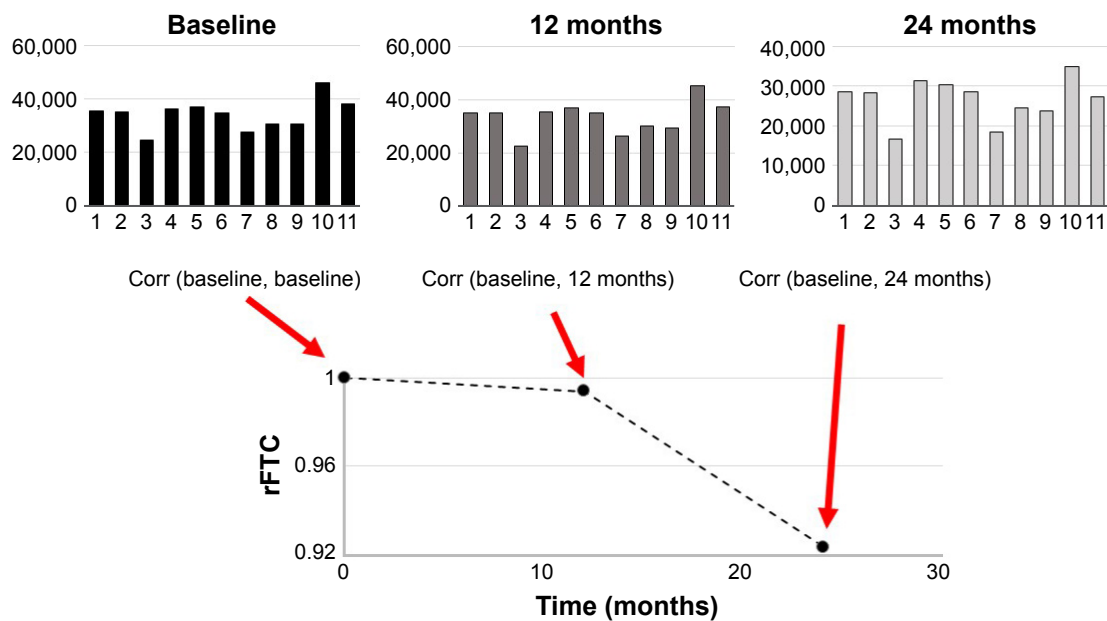 Baseline
12 months
24 months
60,000
40,000
20,000
0
1 2 3 4 5 6 7 8 9 10 11
60,000
40,000
20,000
0
1 2 3 4 5 6 7 8 9 10 11
40,000
30,000
20,000
10,000
0
1 2 3 4 5 6 7 8 9 10 11
Corr (baseline, baseline)
Corr (baseline, 12 months)
Corr (baseline, 24 months)
rFTC
1
0.96
0.92
0 10 20 30
Time (months)